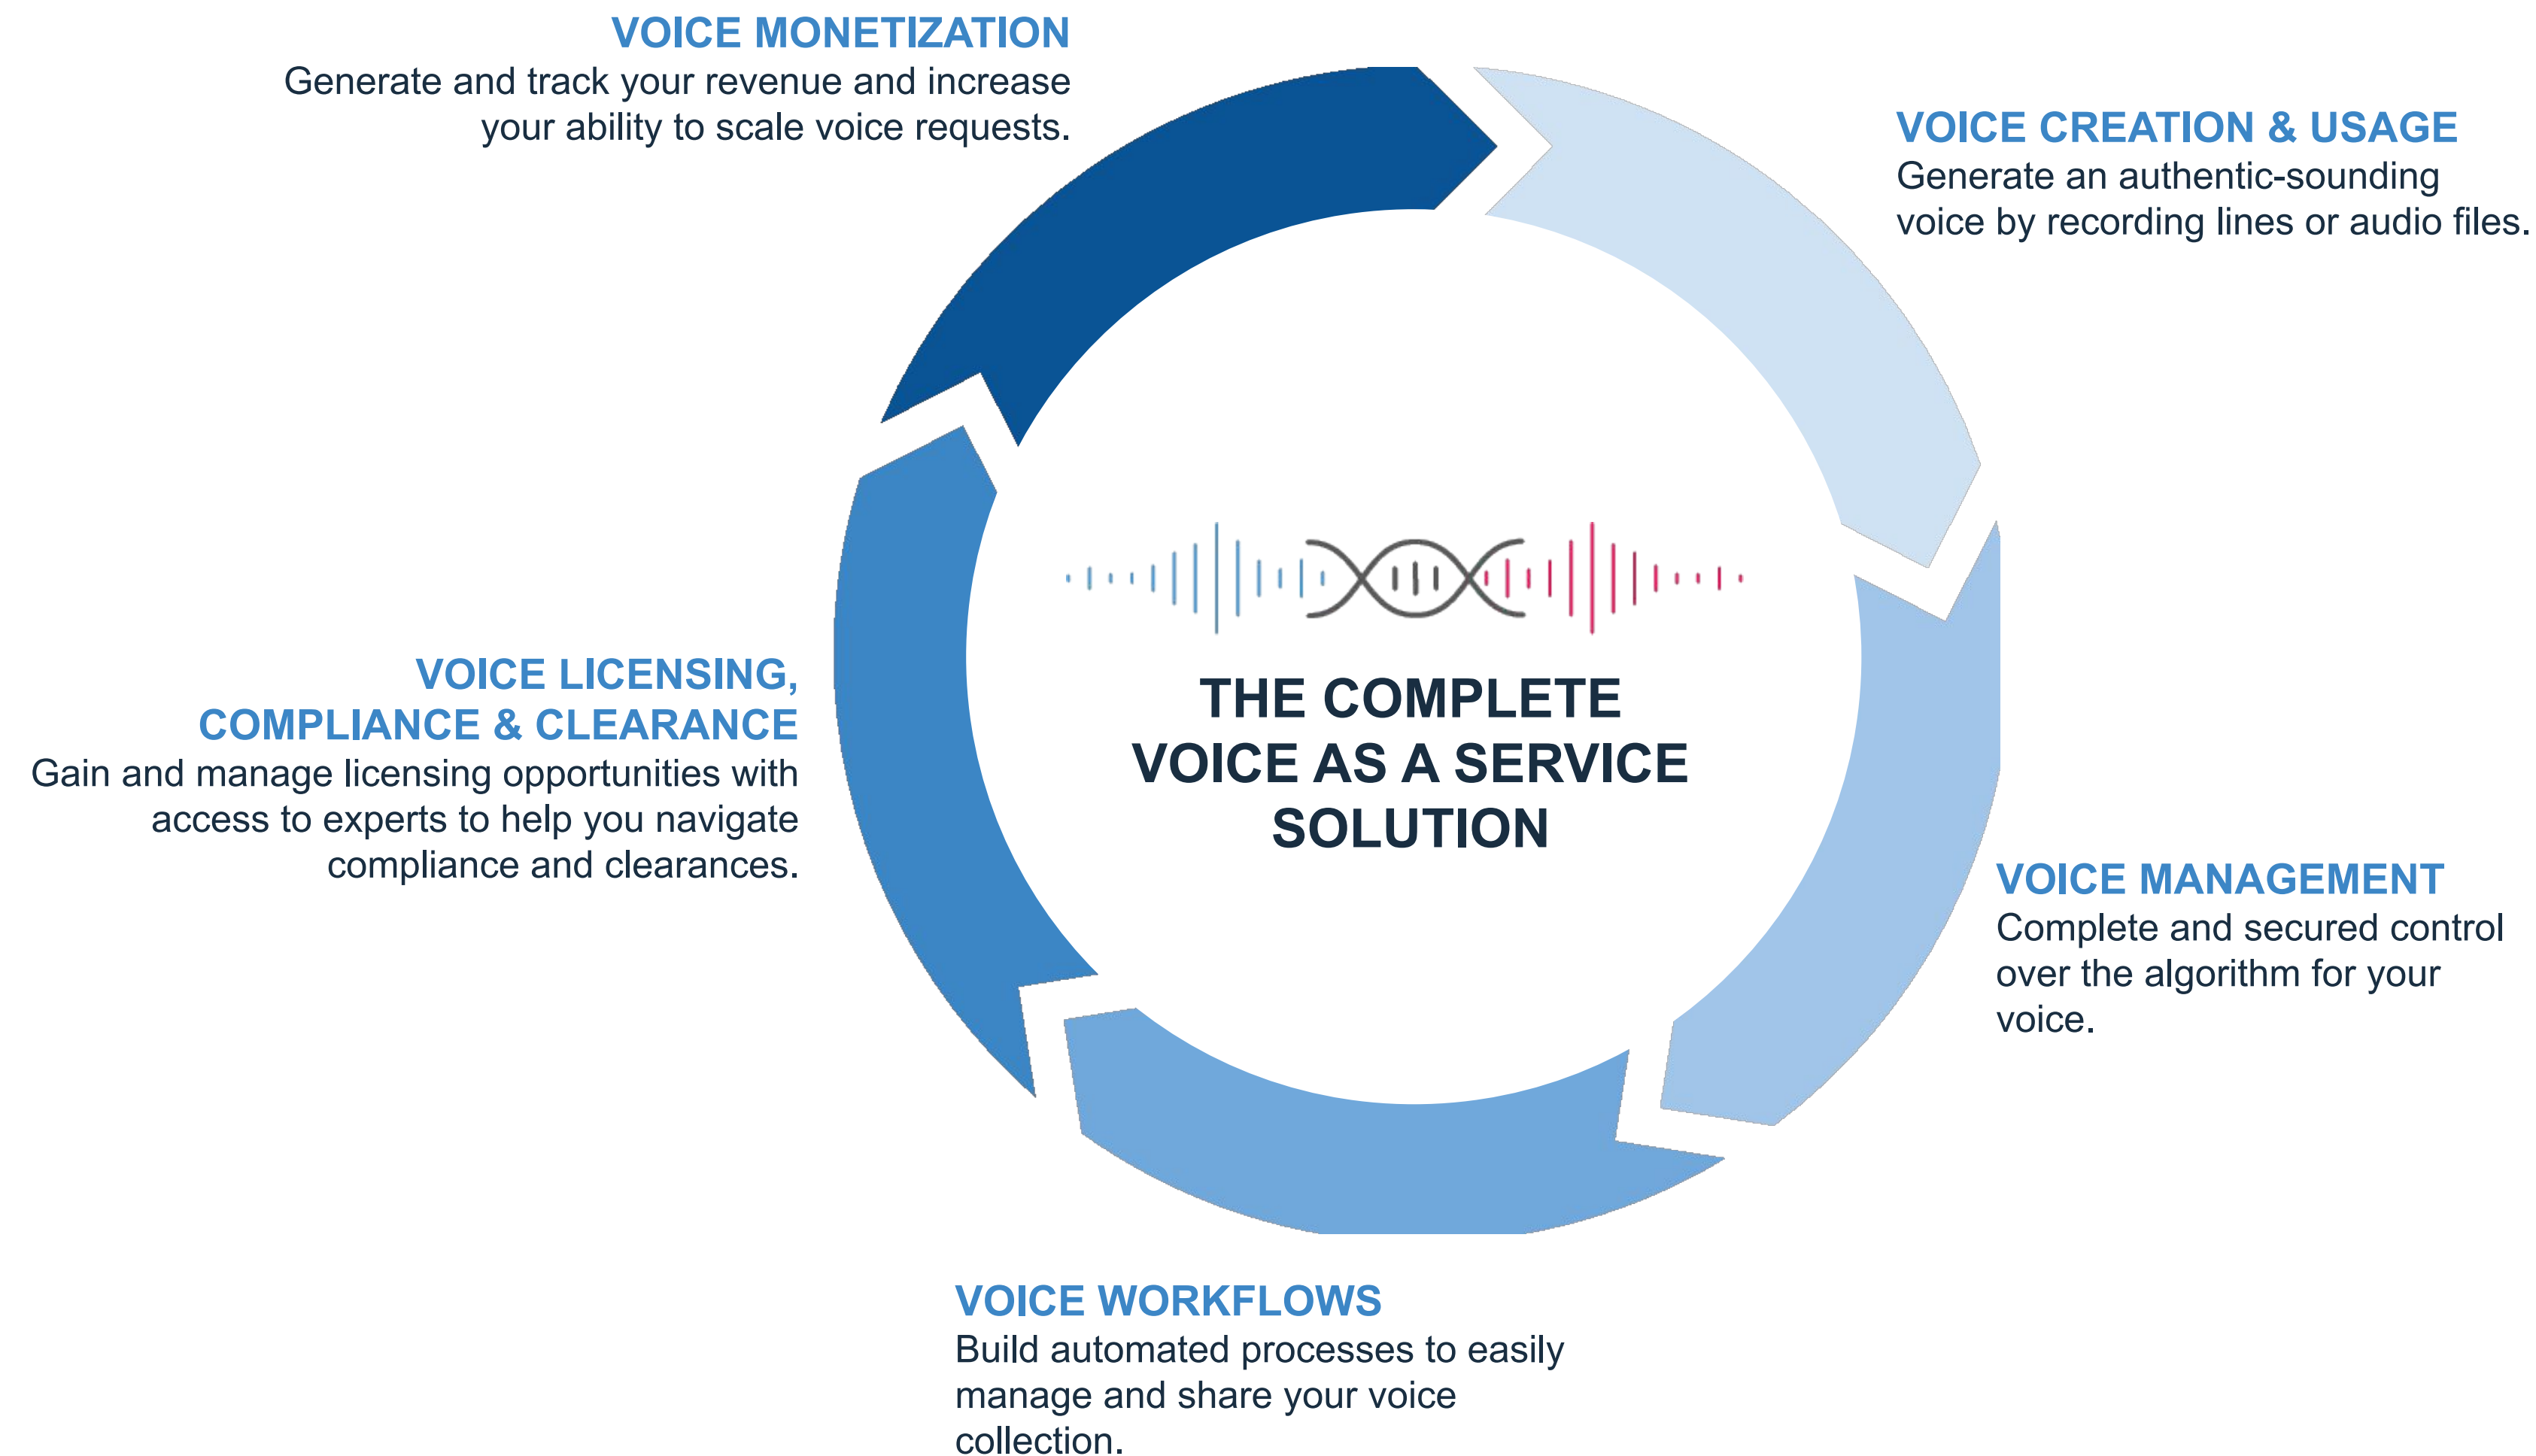 VOICE MONETIZATION
Generate and track your revenue and increase
your ability to scale voice requests.
VOICE CREATION & USAGE
Generate an authentic-sounding
voice by recording lines or audio files.
THE COMPLETE
VOICE AS A SERVICE
SOLUTION
VOICE MANAGEMENT
Complete and secured control
over the algorithm for your
voice.
VOICE WORKFLOWS
Build automated processes to easily
manage and share your voice
collection.
VOICE LICENSING,
COMPLIANCE & CLEARANCE
Gain and manage licensing opportunities with
access to experts to help you navigate
compliance and clearances.